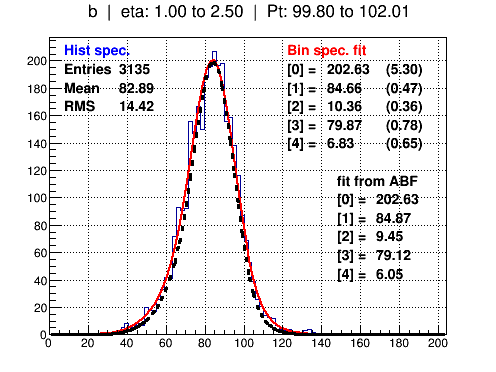 b | eta: 1.00 to 2.50 | Pt: 99.80 to 102.01
Hist spec.
Entries 3135
Mean 82.89
RMS 14.42
Bin spec. fit
[0] = 202.63 (5.30)
[1] = 84.66 (0.47)
[2] = 10.36 (0.36)
[3] = 79.87 (0.78)
[4] = 6.83 (0.65)
fit from ABF
[0] = 202.63
[1] = 84.87
[2] = 9.45
[3] = 79.12
[4] = 6.05
200
180
160
140
120
100
80
60
40
20
0
0 20 40 60 80 100 120 140 160 180 200